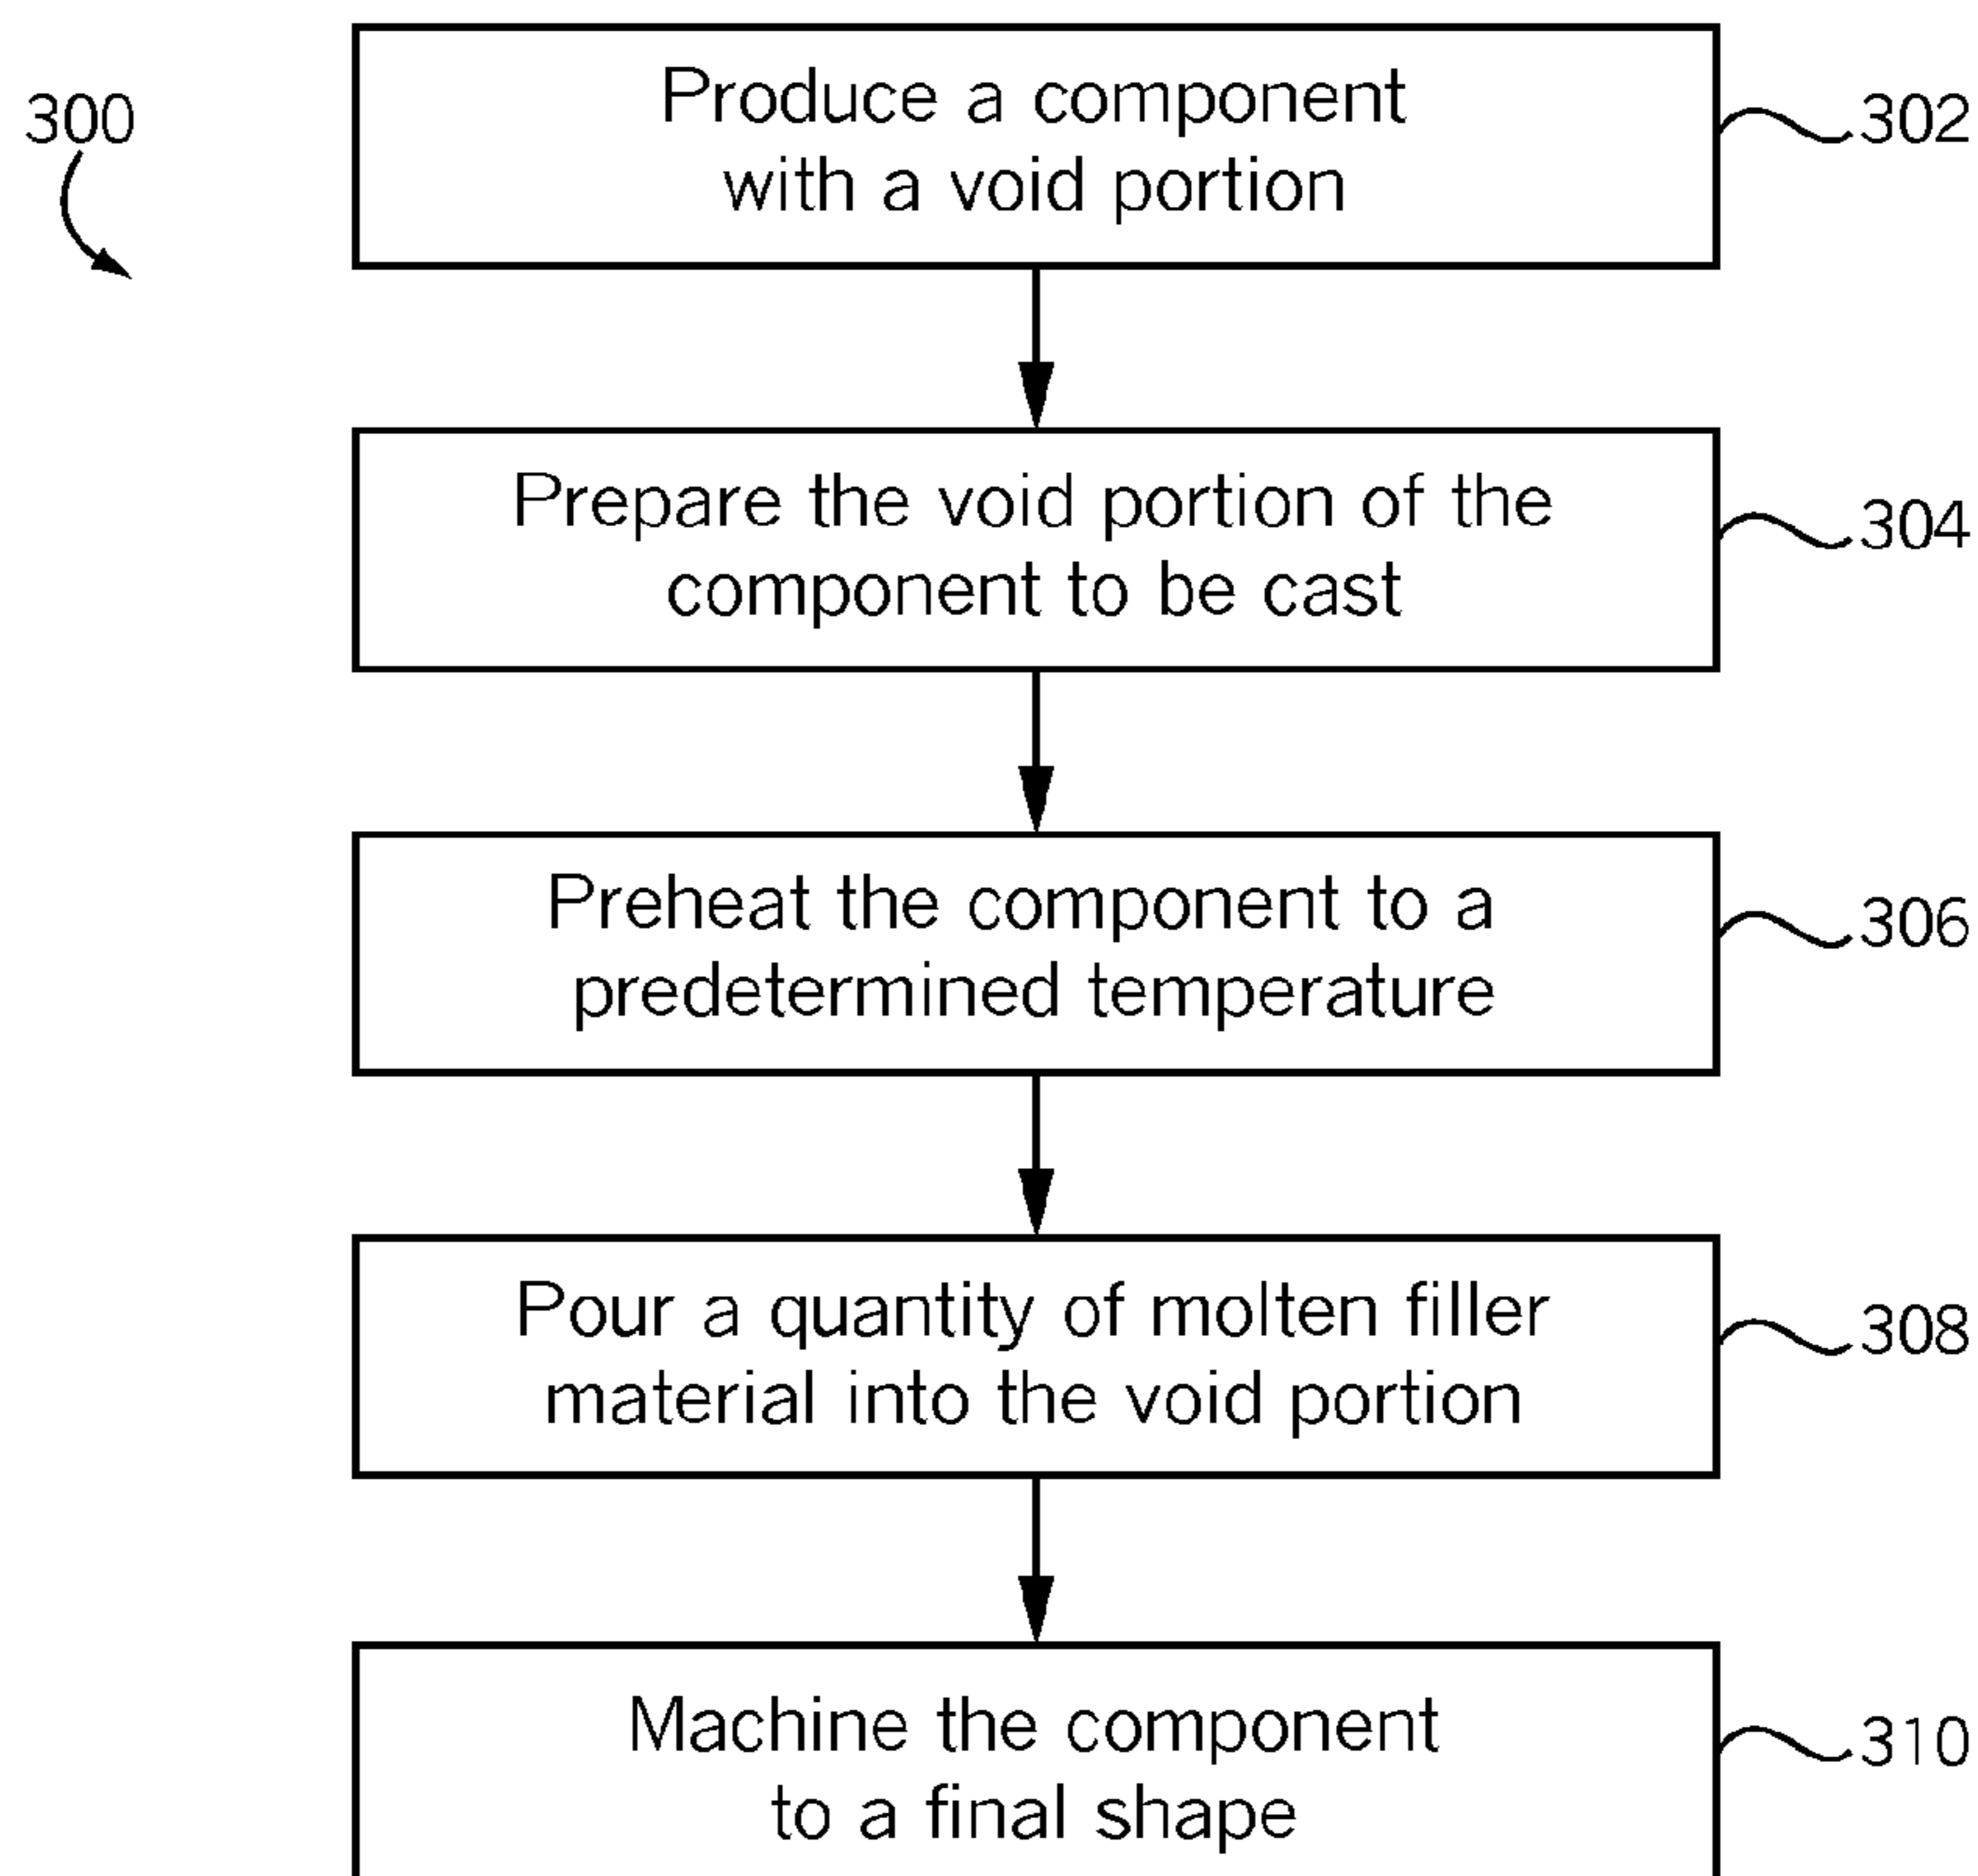 300
Produce a component
with a void portion
302
Prepare the void portion of the
component to be cast
304
Preheat the component to a
predetermined temperature
306
Pour a quantity of molten filler
material into the void portion
308
Machine the component
to a final shape
310